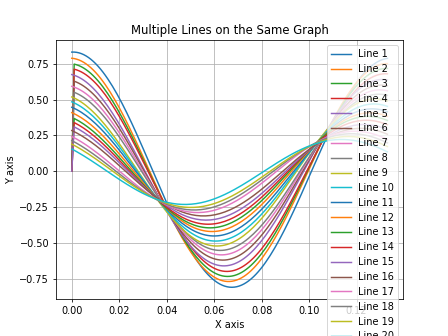 Multiple Lines on the Same Graph
Y axis
0.75
0.50
0.25
0.00
−0.25
−0.50
−0.75
0.00
0.02
0.04
0.06
0.08
0.10
X axis
Line 1
Line 2
Line 3
Line 4
Line 5
Line 6
Line 7
Line 8
Line 9
Line 10
Line 11
Line 12
Line 13
Line 14
Line 15
Line 16
Line 17
Line 18
Line 19
Line 20